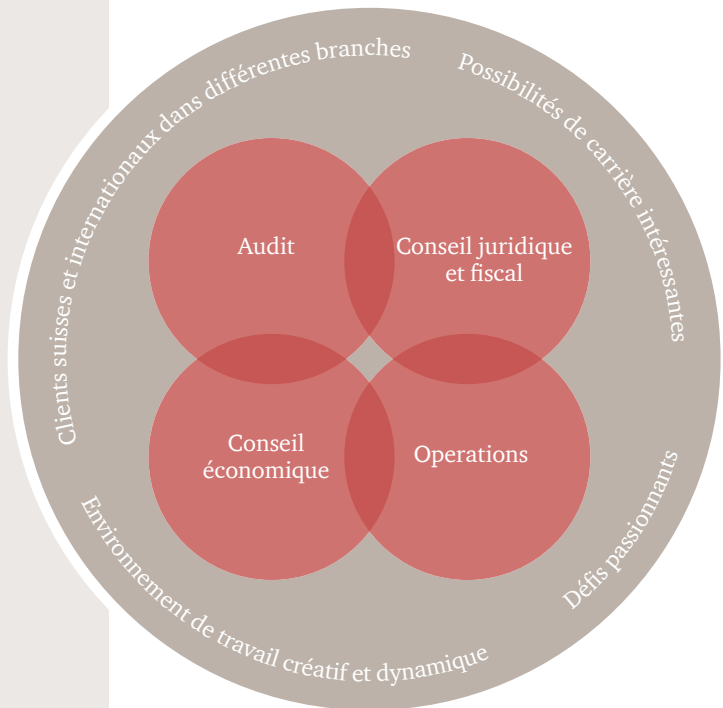 Clients suisses et internationaux dans différentes branches
Possibilités de carrière intéressantes
Audit
Conseil juridique
et fiscal
Conseil
économique
Operations
Environnement de travail créatif et dynamique
Défis passionnants